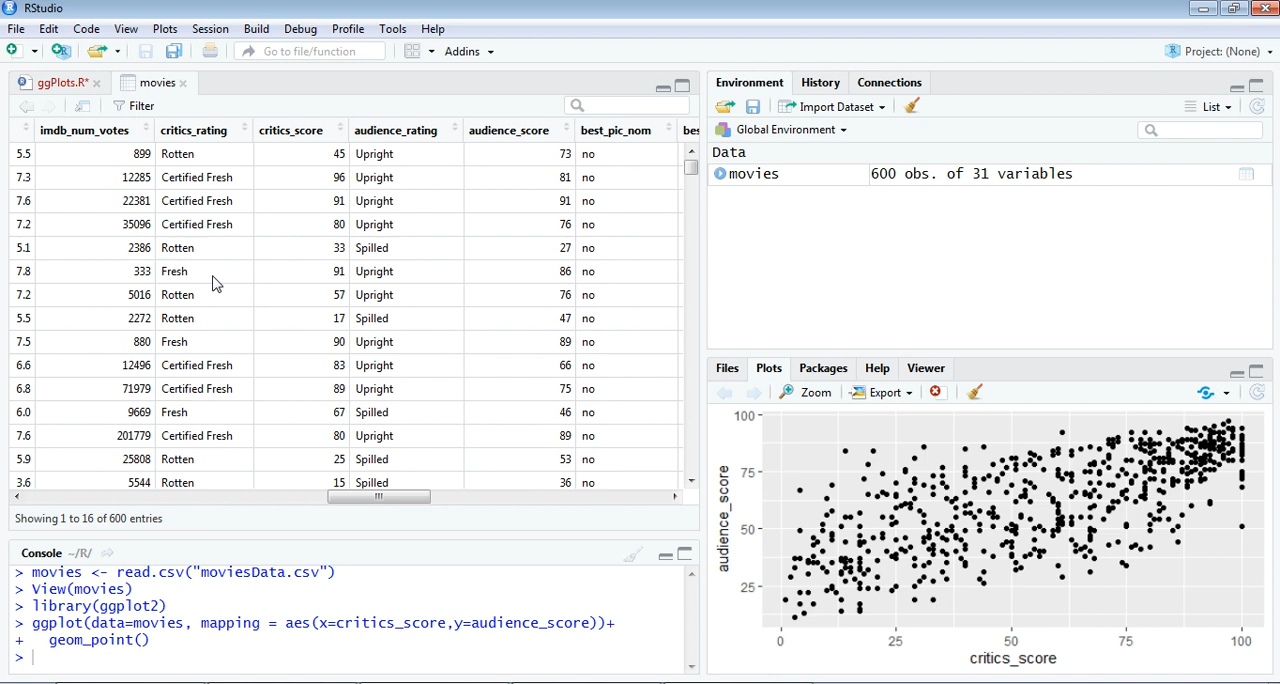 RStudio
File Edit Code View Plots Session Build Debug Profile Tools Help
Go to file/function Addins Project: (None)
ggPlots.R* movies
Filter
imdb_num_votes critics_rating critics_score audience_rating audience_score best_pic_nom bes
5.5 899 Rotten 45 Upright 73 no
7.3 12285 Certified Fresh 96 Upright 81 no
7.6 22381 Certified Fresh 91 Upright 91 no
7.2 35096 Certified Fresh 80 Upright 76 no
5.1 2386 Rotten 33 Spilled 27 no
7.8 333 Fresh 91 Upright 86 no
7.2 5016 Rotten 57 Upright 76 no
5.5 2272 Rotten 17 Spilled 47 no
7.5 880 Fresh 90 Upright 89 no
6.6 12496 Certified Fresh 83 Upright 66 no
6.8 71979 Certified Fresh 89 Upright 75 no
6.0 9669 Fresh 67 Spilled 46 no
7.6 201779 Certified Fresh 80 Upright 89 no
5.9 25808 Rotten 25 Spilled 53 no
3.6 5544 Rotten 15 Spilled 36 no
Showing 1 to 16 of 600 entries
Console ~/R/
> movies <- read.csv("moviesData.csv")
> View(movies)
> library(ggplot2)
> ggplot(data=movies, mapping = aes(x=critics_score,y=audience_score))+
+ geom_point()
>
Environment History Connections
Import Dataset List
Global Environment
Data
movies 600 obs. of 31 variables
Files Plots Packages Help Viewer
Zoom Export
100
75
50
25
audience_score
0 25 50 75 100
critics_score